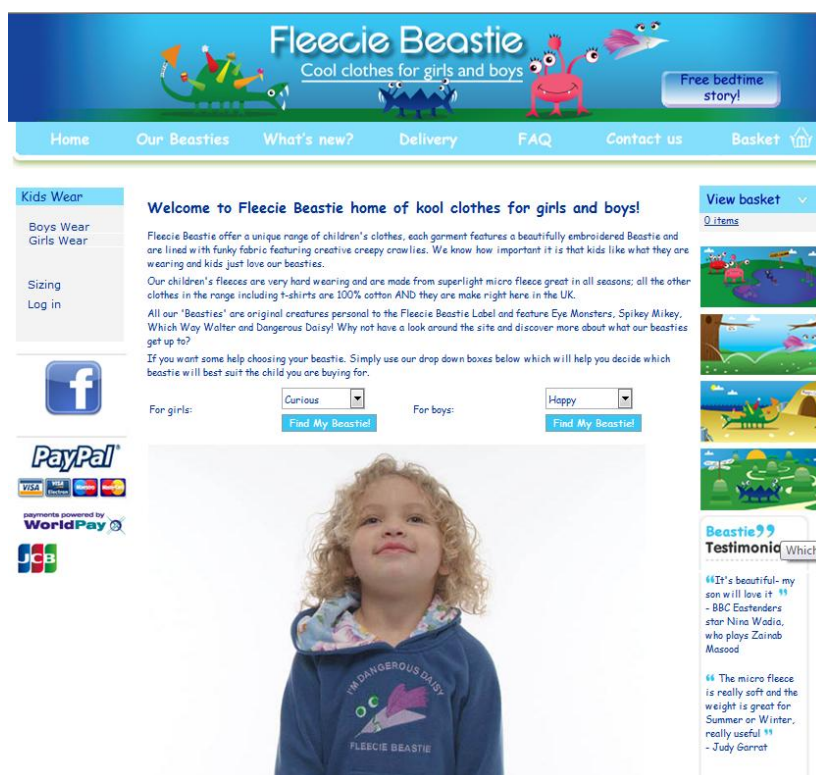 Fleecie Beastie
Cool clothes for girls and boys
Free bedtime
story!
Home
Our Beasties
What's new?
Delivery
FAQ
Contact us
Basket
Kids Wear
Boys Wear
Girls Wear
Sizing
Log in
PayPal
VISA
VISA
Electron
Maestro
MasterCard
payments powered by
WorldPay
JCB
Welcome to Fleecie Beastie home of kool clothes for girls and boys!
Fleecie Beastie offer a unique range of children's clothes, each garment features a beautifully embroidered Beastie and
are lined with funky fabric featuring creative creepy crawlies. We know how important it is that kids like what they are
wearing and kids just love our beasties.
Our children's fleeces are very hard wearing and are made from superlight micro fleece great in all seasons; all the other
clothes in the range including t-shirts are 100% cotton AND they are make right here in the UK.
All our 'Beasties' are original creatures personal to the Fleecie Beastie Label and feature Eye Monsters, Spikey Mikey,
Which Way Walter and Dangerous Daisy! Why not have a look around the site and discover more about what our beasties
get up to?
If you want some help choosing your beastie. Simply use our drop down boxes below which will help you decide which
beastie will best suit the child you are buying for.
For girls:
Curious
Find My Beastie!
For boys:
Happy
Find My Beastie!
I'M DANGEROUS DAISY
FLEECIE BEASTIE
View basket
0 items
Beastie
Testimonic
Which
"It's beautiful- my
son will love it "
- BBC Eastenders
star Nina Wadia,
who plays Zainab
Masood
" The micro fleece
is really soft and the
weight is great for
Summer or Winter,
really useful "
- Judy Garrat